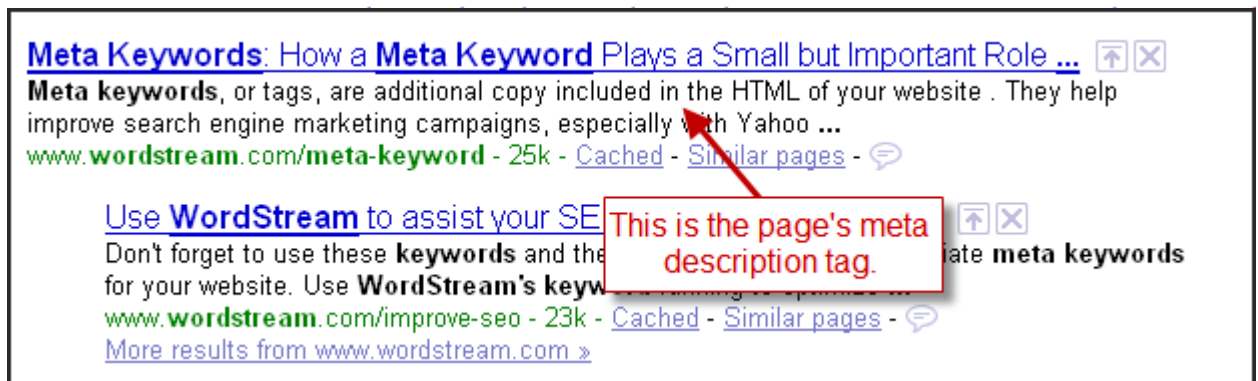 Meta Keywords: How a Meta Keyword Plays a Small but Important Role ...
Meta keywords, or tags, are additional copy included in the HTML of your website . They help
improve search engine marketing campaigns, especially with Yahoo ...
www.wordstream.com/meta-keyword - 25k - Cached - Similar pages -
Use WordStream to assist your SE
This is the page's meta
description tag.
Don't forget to use these keywords and the iate meta keywords
for your website. Use WordStream's
www.wordstream.com/improve-seo - 23k - Cached - Similar pages -
More results from www.wordstream.com »